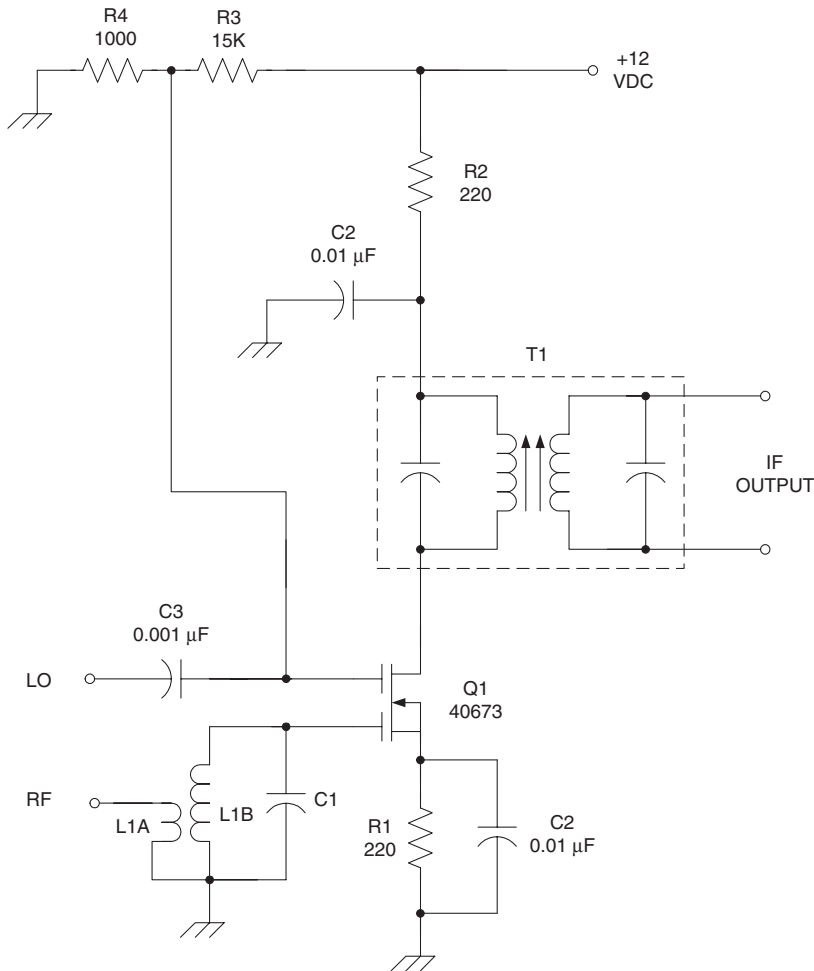 R4
1000
R3
15K
+12
VDC
R2
220
C2
0.01 µF
T1
IF
OUTPUT
C3
0.001 µF
LO
Q1
40673
RF
L1A
L1B
C1
R1
220
C2
0.01 µF